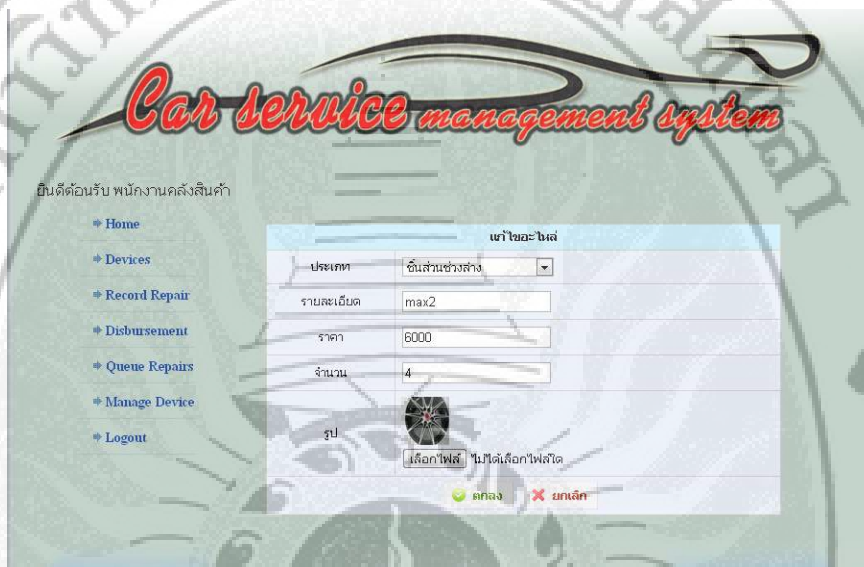 Car service management system
ยินดีต้อนรับ พนักงานคลังสินค้า
Home
Devices
Record Repair
Disbursement
Queue Repairs
Manage Device
Logout
แก้ไขอะไหล่
ประเภท ชิ้นส่วนช่วงล่าง
รายละเอียด max2
ราคา 6000
จำนวน 4
รูป
เลือกไฟล์ ไม่ได้เลือกไฟล์ใด
ตกลง ยกเลิก